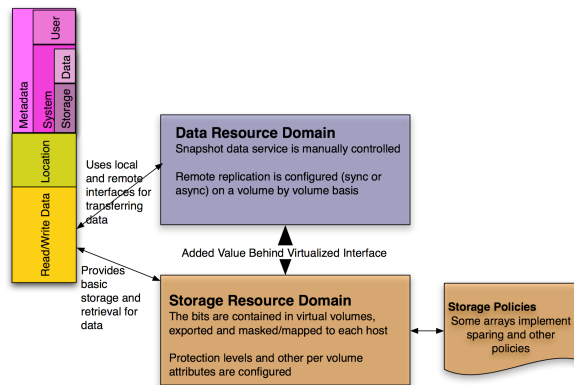 User
Data
Storage
System
Metadata
Location
Read/Write Data
Uses local
and remote
interfaces for
transferring
data
Provides
basic
storage and
retrieval for
data
Data Resource Domain
Snapshot data service is manually controlled
Remote replication is configured (sync or
async) on a volume by volume basis
Added Value Behind Virtualized Interface
Storage Resource Domain
The bits are contained in virtual volumes,
exported and masked/mapped to each host
Protection levels and other per volume
attributes are configured
Storage Policies
Some arrays implement
sparing and other
policies